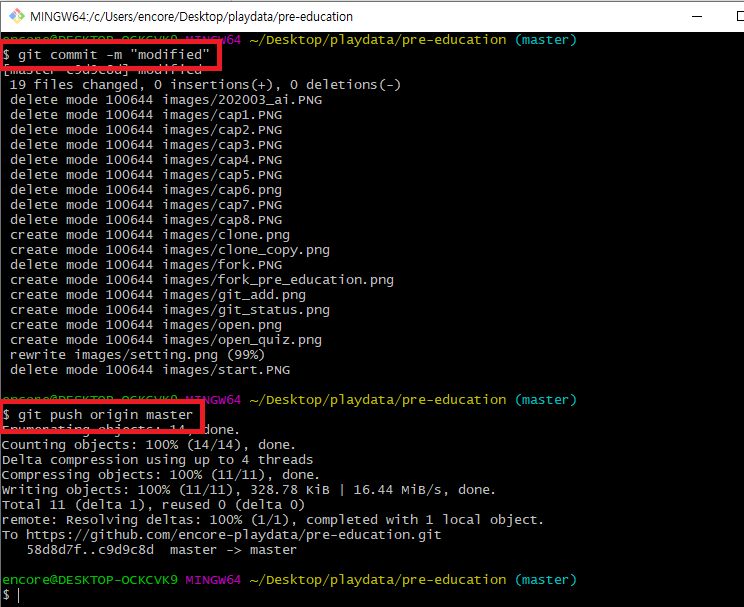 MINGW64:/c/Users/encore/Desktop/playdata/pre-education
encore@DESKTOP-OCKCVK9 MINGW64 ~/Desktop/playdata/pre-education (master)
$ git commit -m "modified"
[master c9d9c8d] modified
19 files changed, 0 insertions(+), 0 deletions(-)
delete mode 100644 images/202003_ai.PNG
delete mode 100644 images/cap1.PNG
delete mode 100644 images/cap2.PNG
delete mode 100644 images/cap3.PNG
delete mode 100644 images/cap4.PNG
delete mode 100644 images/cap5.PNG
delete mode 100644 images/cap6.png
delete mode 100644 images/cap7.PNG
delete mode 100644 images/cap8.PNG
create mode 100644 images/clone.png
create mode 100644 images/clone_copy.png
delete mode 100644 images/fork.PNG
create mode 100644 images/fork_pre_education.png
create mode 100644 images/git_add.png
create mode 100644 images/git_status.png
create mode 100644 images/open.png
create mode 100644 images/open_quiz.png
rewrite images/setting.png (99%)
delete mode 100644 images/start.PNG
encore@DESKTOP-OCKCVK9 MINGW64 ~/Desktop/playdata/pre-education (master)
$ git push origin master
Enumerating objects: 14, done.
Counting objects: 100% (14/14), done.
Delta compression using up to 4 threads
Compressing objects: 100% (11/11), done.
Writing objects: 100% (11/11), 328.78 KiB | 16.44 MiB/s, done.
Total 11 (delta 1), reused 0 (delta 0)
remote: Resolving deltas: 100% (1/1), completed with 1 local object.
To https://github.com/encore-playdata/pre-education.git
58d8d7f..c9d9c8d  master -> master
encore@DESKTOP-OCKCVK9 MINGW64 ~/Desktop/playdata/pre-education (master)
$